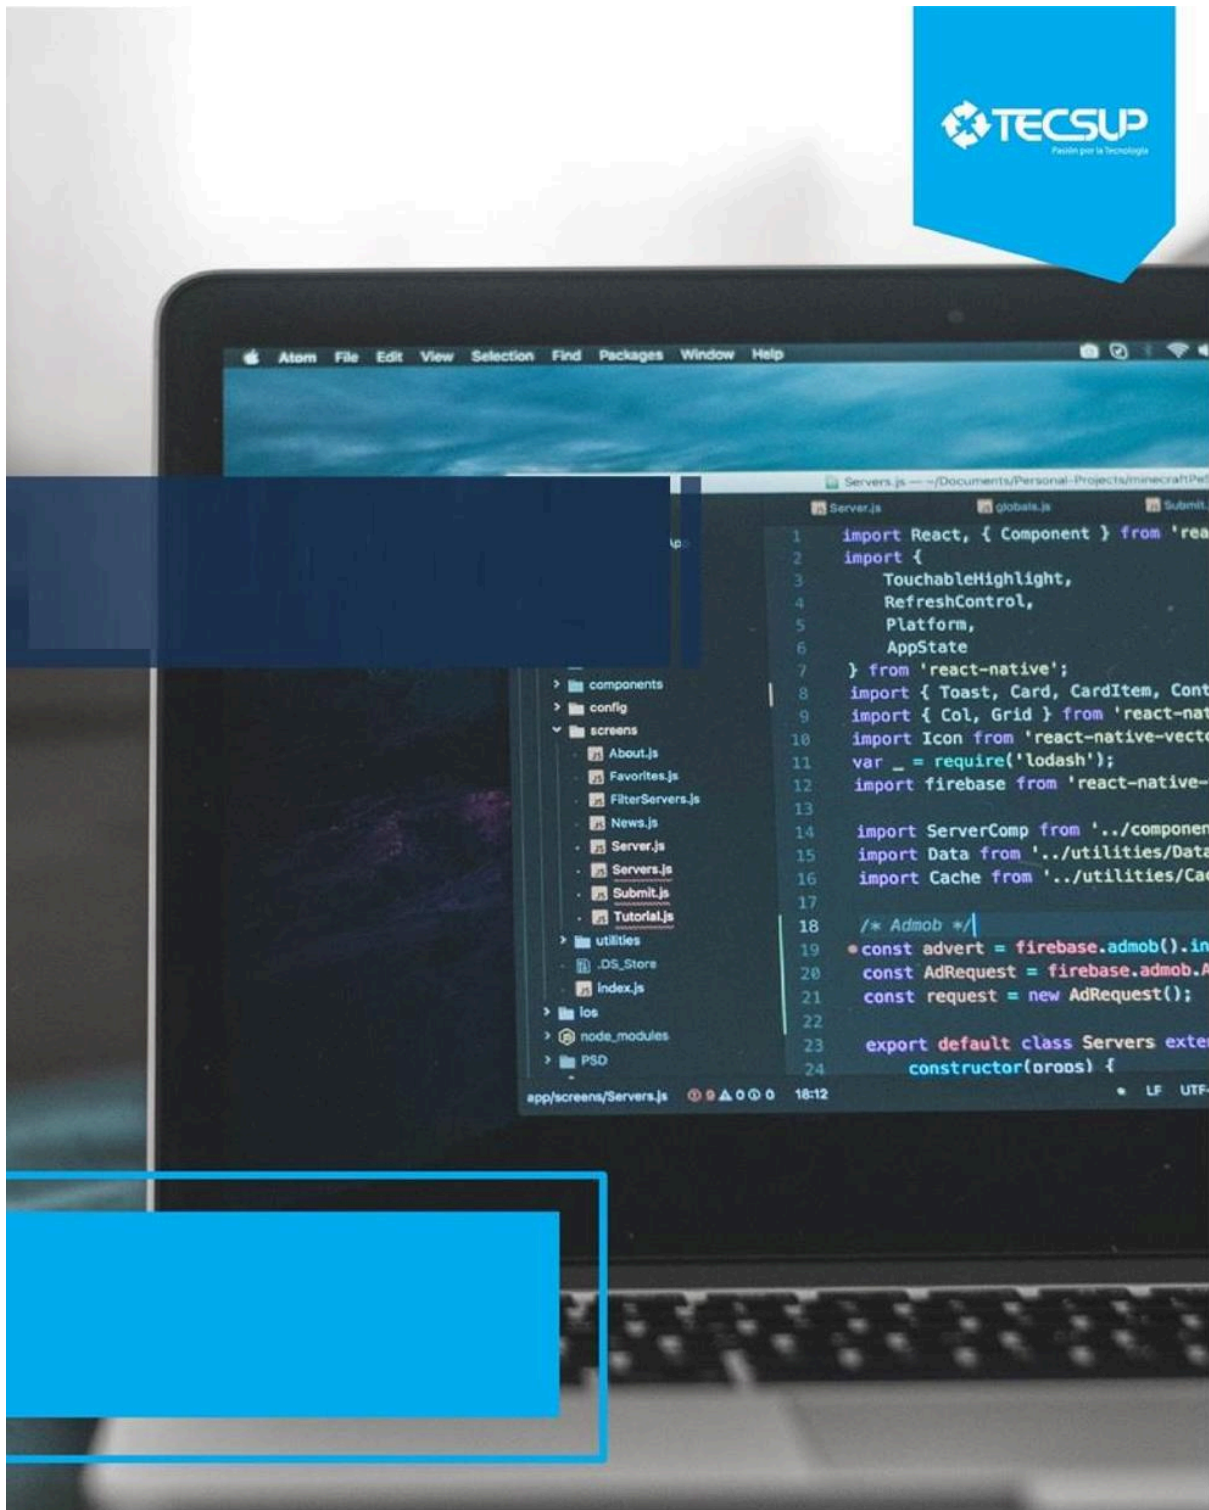 TECSUP
Pasión por la Tecnología
Atom File Edit View Selection Find Packages Window Help
Servers.js — ~/Documents/Personal-Projects/minecraftPeS
Server.js globals.js Submit.
App
components
config
screens
About.js
Favorites.js
FilterServers.js
News.js
Server.js
Servers.js
Submit.js
Tutorial.js
utilities
.DS_Store
index.js
ios
node_modules
PSD
1 import React, { Component } from 'rea
2 import {
3 TouchableHighlight,
4 RefreshControl,
5 Platform,
6 AppState
7 } from 'react-native';
8 import { Toast, Card, CardItem, Cont
9 import { Col, Grid } from 'react-nat
10 import Icon from 'react-native-vecto
11 var _ = require('lodash');
12 import firebase from 'react-native-
13
14 import ServerComp from '../componen
15 import Data from '../utilities/Data
16 import Cache from '../utilities/Cac
17
18 /* Admob */
19 const advert = firebase.admob().in
20 const AdRequest = firebase.admob.A
21 const request = new AdRequest();
22
23 export default class Servers exten
24 constructor(props) {
app/screens/Servers.js 9 0 0 18:12 LF UTF-